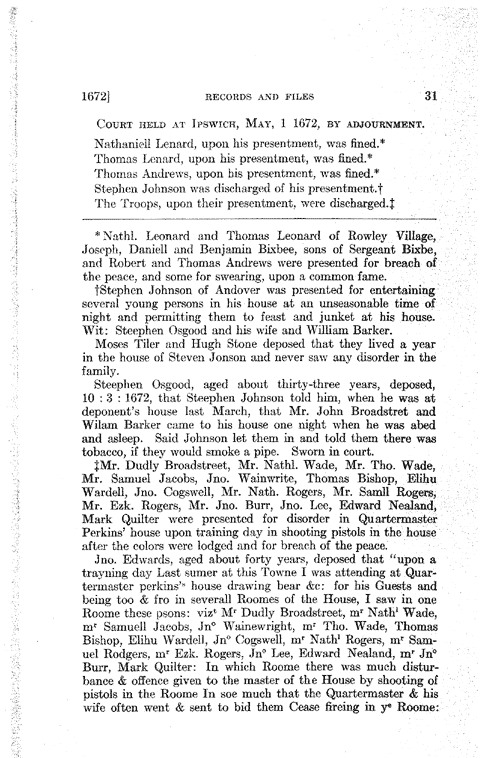 1672]	RECORDS AND FILES	31
COURT HELD AT IPSWICH, MAY, 1 1672, BY ADJOURNMENT.
Nathaniell Lenard, upon his presentment, was fined.*
Thomas Lenard, upon his presentment, was fined.*
Thomas Andrews, upon his presentment, was fined.*
Stephen Johnson was discharged of his presentment.†
The Troops, upon their presentment, were discharged.‡
* Nathl. Leonard and Thomas Leonard of Rowley Village,
Joseph, Daniell and Benjamin Bixbee, sons of Sergeant Bixbe,
and Robert and Thomas Andrews were presented for breach of
the peace, and some for swearing, upon a common fame.
†Stephen Johnson of Andover was presented for entertaining
several young persons in his house at an unseasonable time of
night and permitting them to feast and junket at his house.
Wit: Steephen Osgood and his wife and William Barker.
Moses Tiler and Hugh Stone deposed that they lived a year
in the house of Steven Jonson and never saw any disorder in the
family.
Steephen Osgood, aged about thirty-three years, deposed,
10 : 3 : 1672, that Steephen Johnson told him, when he was at
deponent's house last March, that Mr. John Broadstret and
Wilam Barker came to his house one night when he was abed
and asleep. Said Johnson let them in and told them there was
tobacco, if they would smoke a pipe. Sworn in court.
‡Mr. Dudly Broadstreet, Mr. Nathl. Wade, Mr. Tho. Wade,
Mr. Samuel Jacobs, Jno. Wainwrite, Thomas Bishop, Elihu
Wardell, Jno. Cogswell, Mr. Nath. Rogers, Mr. Samll Rogers,
Mr. Ezk. Rogers, Mr. Jno. Burr, Jno. Lee, Edward Nealand,
Mark Quilter were presented for disorder in Quartermaster
Perkins' house upon training day in shooting pistols in the house
after the colors were lodged and for breach of the peace.
Jno. Edwards, aged about forty years, deposed that "upon a
trayning day Last sumer at this Towne I was attending at Quar-
termaster perkins's house drawing bear &c: for his Guests and
being too & fro in severall Roomes of the House, I saw in one
Roome these psons: vizᵗ Mʳ Dudly Broadstreet, mʳ Nathˡ Wade,
mʳ Samuell Jacobs, Jnº Wainewright, mʳ Tho. Wade, Thomas
Bishop, Elihu Wardell, Jnº Cogswell, mʳ Nathˡ Rogers, mʳ Sam-
uel Rodgers, mʳ Ezk. Rogers, Jnº Lee, Edward Nealand, mʳ Jnº
Burr, Mark Quilter: In which Roome there was much distur-
bance & offence given to the master of the House by shooting of
pistols in the Roome In soe much that the Quartermaster & his
wife often went & sent to bid them Cease fireing in yᵉ Roome: